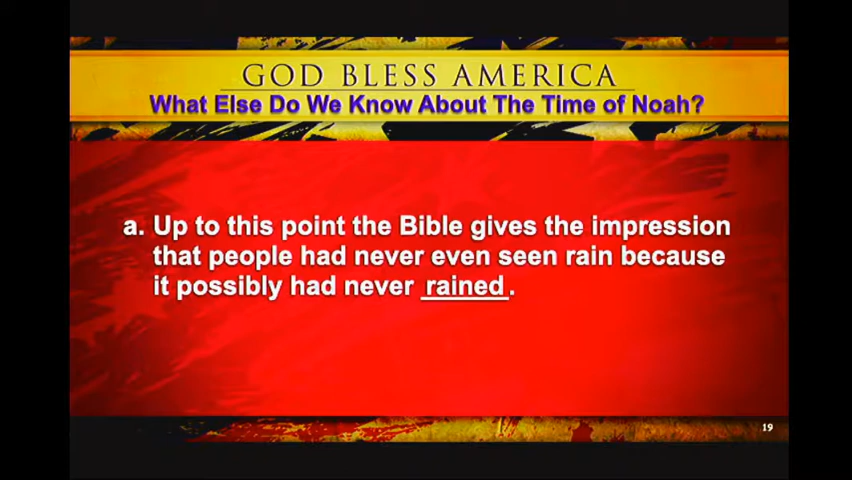 GOD BLESS AMERICA
What Else Do We Know About The Time of Noah?
a. Up to this point the Bible gives the impression
that people had never even seen rain because
it possibly had never rained.
19